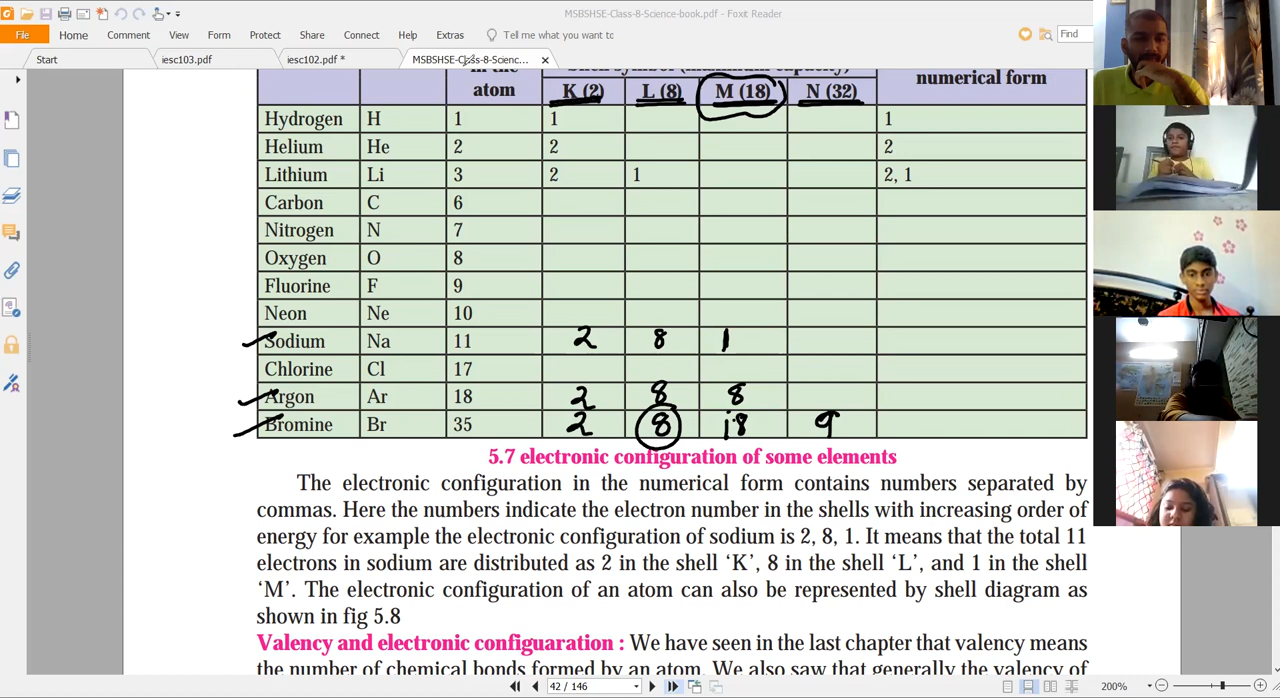 MSBSHSE-Class-8-Science-book.pdf - Foxit Reader
File Home Comment View Form Protect Share Connect Help Extras Tell me what you want to Find
Start iesc103.pdf iesc102.pdf * MSBSHSE-Class-8-Scienc...
in the atom Shell symbol (maximum capacity) numerical form
K (2) L (8) M (18) N (32)
Hydrogen H 1 1 1
Helium He 2 2 2
Lithium Li 3 2 1 2, 1
Carbon C 6
Nitrogen N 7
Oxygen O 8
Fluorine F 9
Neon Ne 10
Sodium Na 11 2 8 1
Chlorine Cl 17
Argon Ar 18 2 8 8
Bromine Br 35 2 8 18 9
5.7 electronic configuration of some elements
The electronic configuration in the numerical form contains numbers separated by
commas. Here the numbers indicate the electron number in the shells with increasing order of
energy for example the electronic configuration of sodium is 2, 8, 1. It means that the total 11
electrons in sodium are distributed as 2 in the shell ‘K’, 8 in the shell ‘L’, and 1 in the shell
‘M’. The electronic configuration of an atom can also be represented by shell diagram as
shown in fig 5.8
Valency and electronic configuaration : We have seen in the last chapter that valency means
the number of chemical bonds formed by an atom. We also saw that generally the valency of
42 / 146 200%